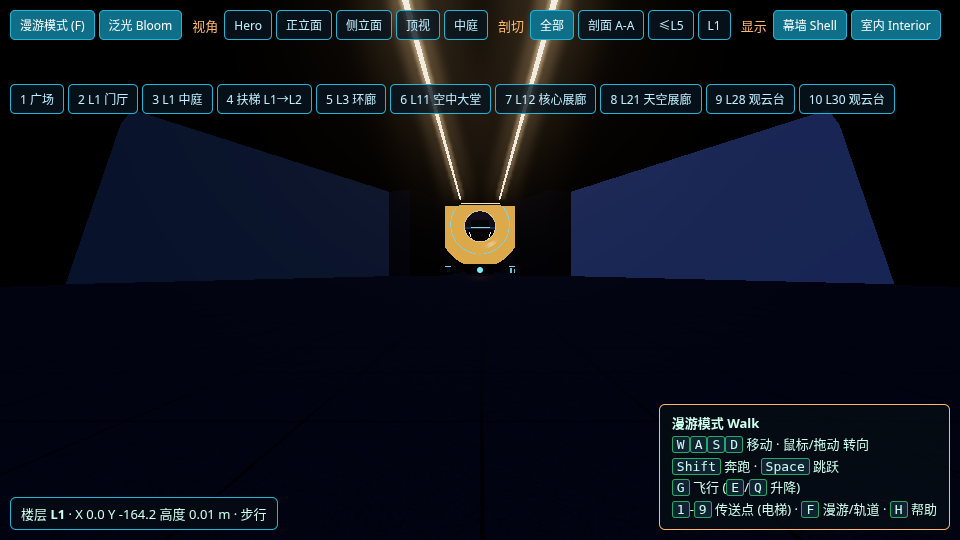 漫游模式 (F) 泛光 Bloom 视角 Hero 正立面 侧立面 顶视 中庭 剖切 全部 剖面 A-A ≤L5 L1 显示 幕墙 Shell 室内 Interior
1 广场 2 L1 门厅 3 L1 中庭 4 扶梯 L1→L2 5 L3 环廊 6 L11 空中大堂 7 L12 核心展廊 8 L21 天空展廊 9 L28 观云台 10 L30 观云台
漫游模式 Walk
W A S D 移动 · 鼠标/拖动 转向
Shift 奔跑 · Space 跳跃
G 飞行 (E/Q 升降)
1-9 传送点 (电梯) · F 漫游/轨道 · H 帮助
楼层 L1 · X 0.0 Y -164.2 高度 0.01 m · 步行